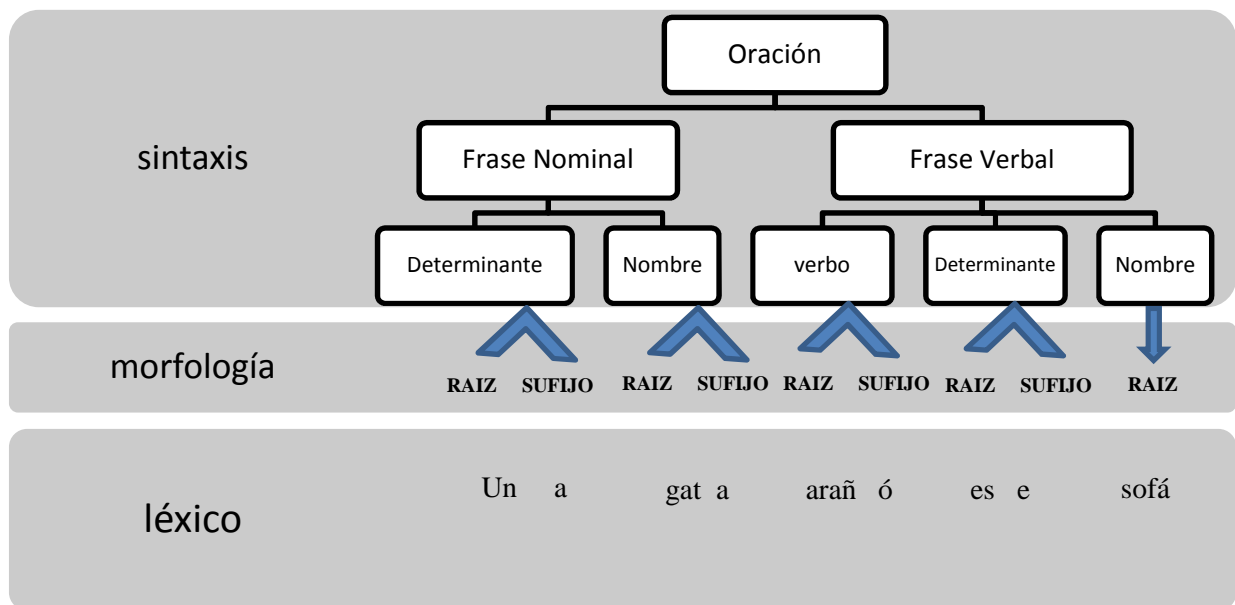 Oración
sintaxis
Frase Nominal
Frase Verbal
Determinante
Nombre
verbo
Determinante
Nombre
morfología
RAIZ SUFIJO RAIZ SUFIJO RAIZ SUFIJO RAIZ SUFIJO RAIZ
léxico
Un a gat a arañ ó es e sofá